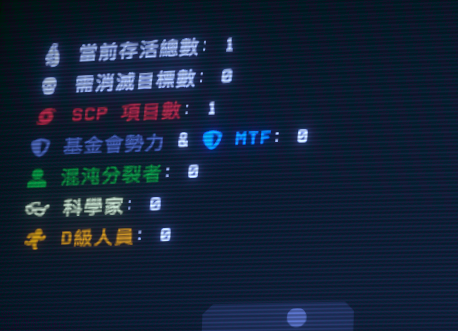 當前存活總數: 1
需消滅目標數: 0
SCP 項目數: 1
基金會勢力 & MTF: 0
混沌分裂者: 0
科學家: 0
D級人員: 0